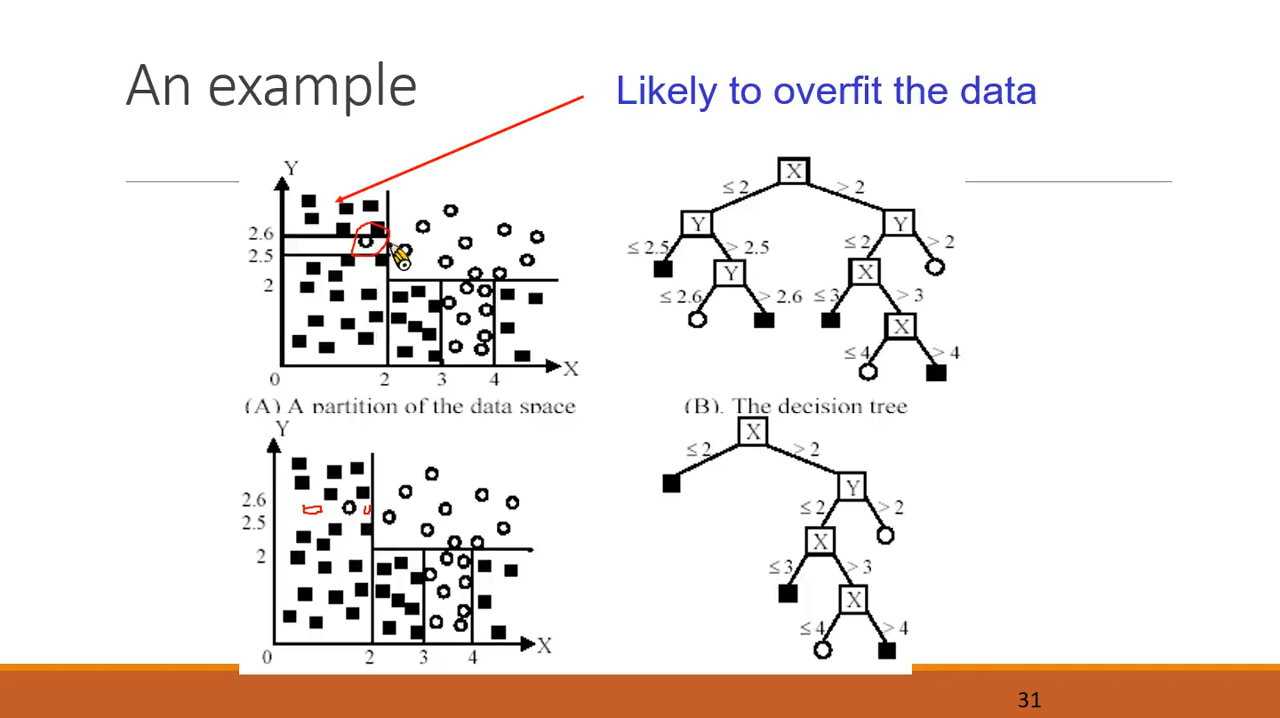 An example
Likely to overfit the data
Y
2.6
2.5
2
0
2
3
4
X
(A) A partition of the data space
X
≤ 2
> 2
Y
Y
≤ 2.5
> 2.5
≤ 2
> 2
Y
X
≤ 2.6
> 2.6
≤ 3
> 3
X
≤ 4
> 4
(B). The decision tree
Y
2.6
2.5
2
0
2
3
4
X
X
≤ 2
> 2
Y
≤ 2
> 2
X
≤ 3
> 3
X
≤ 4
> 4
31